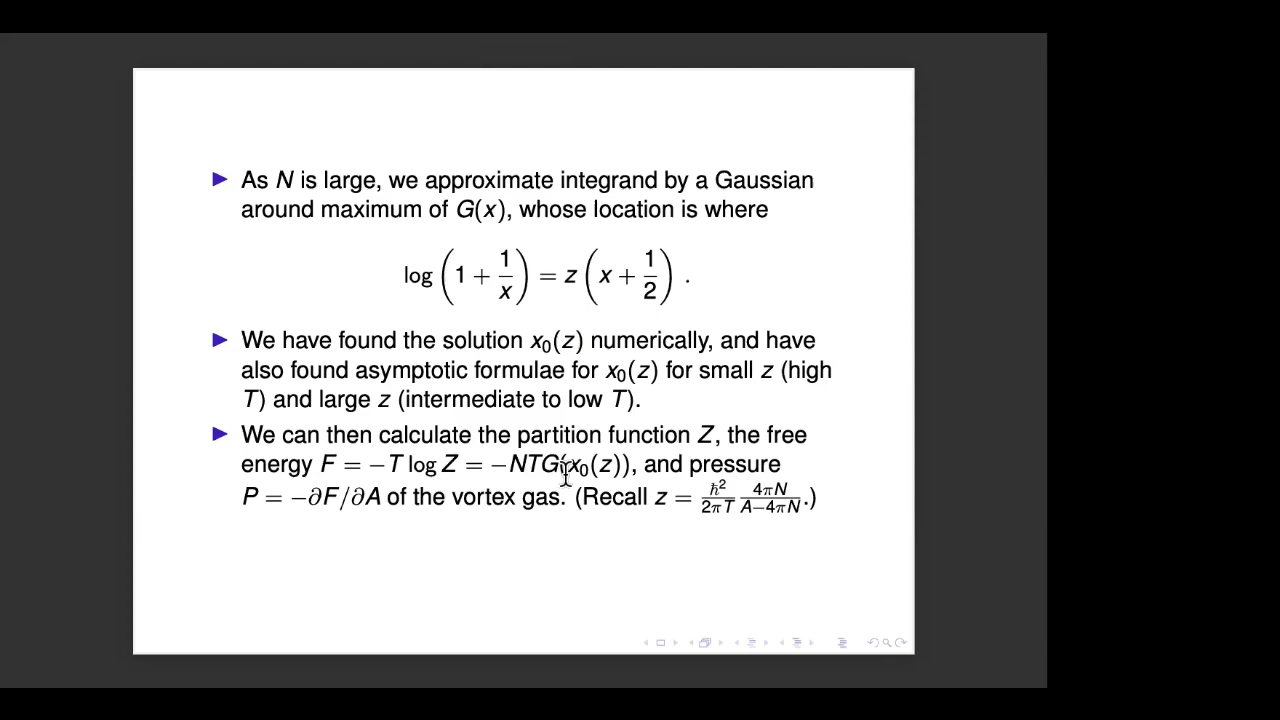 As N is large, we approximate integrand by a Gaussian
around maximum of G(x), whose location is where
log(1 + 1/x) = z(x + 1/2) .
We have found the solution x₀(z) numerically, and have
also found asymptotic formulae for x₀(z) for small z (high
T) and large z (intermediate to low T).
We can then calculate the partition function Z, the free
energy F = −T log Z = −NTG(x₀(z)), and pressure
P = −∂F/∂A of the vortex gas. (Recall z = ħ²/2πT 4πN/A−4πN.)